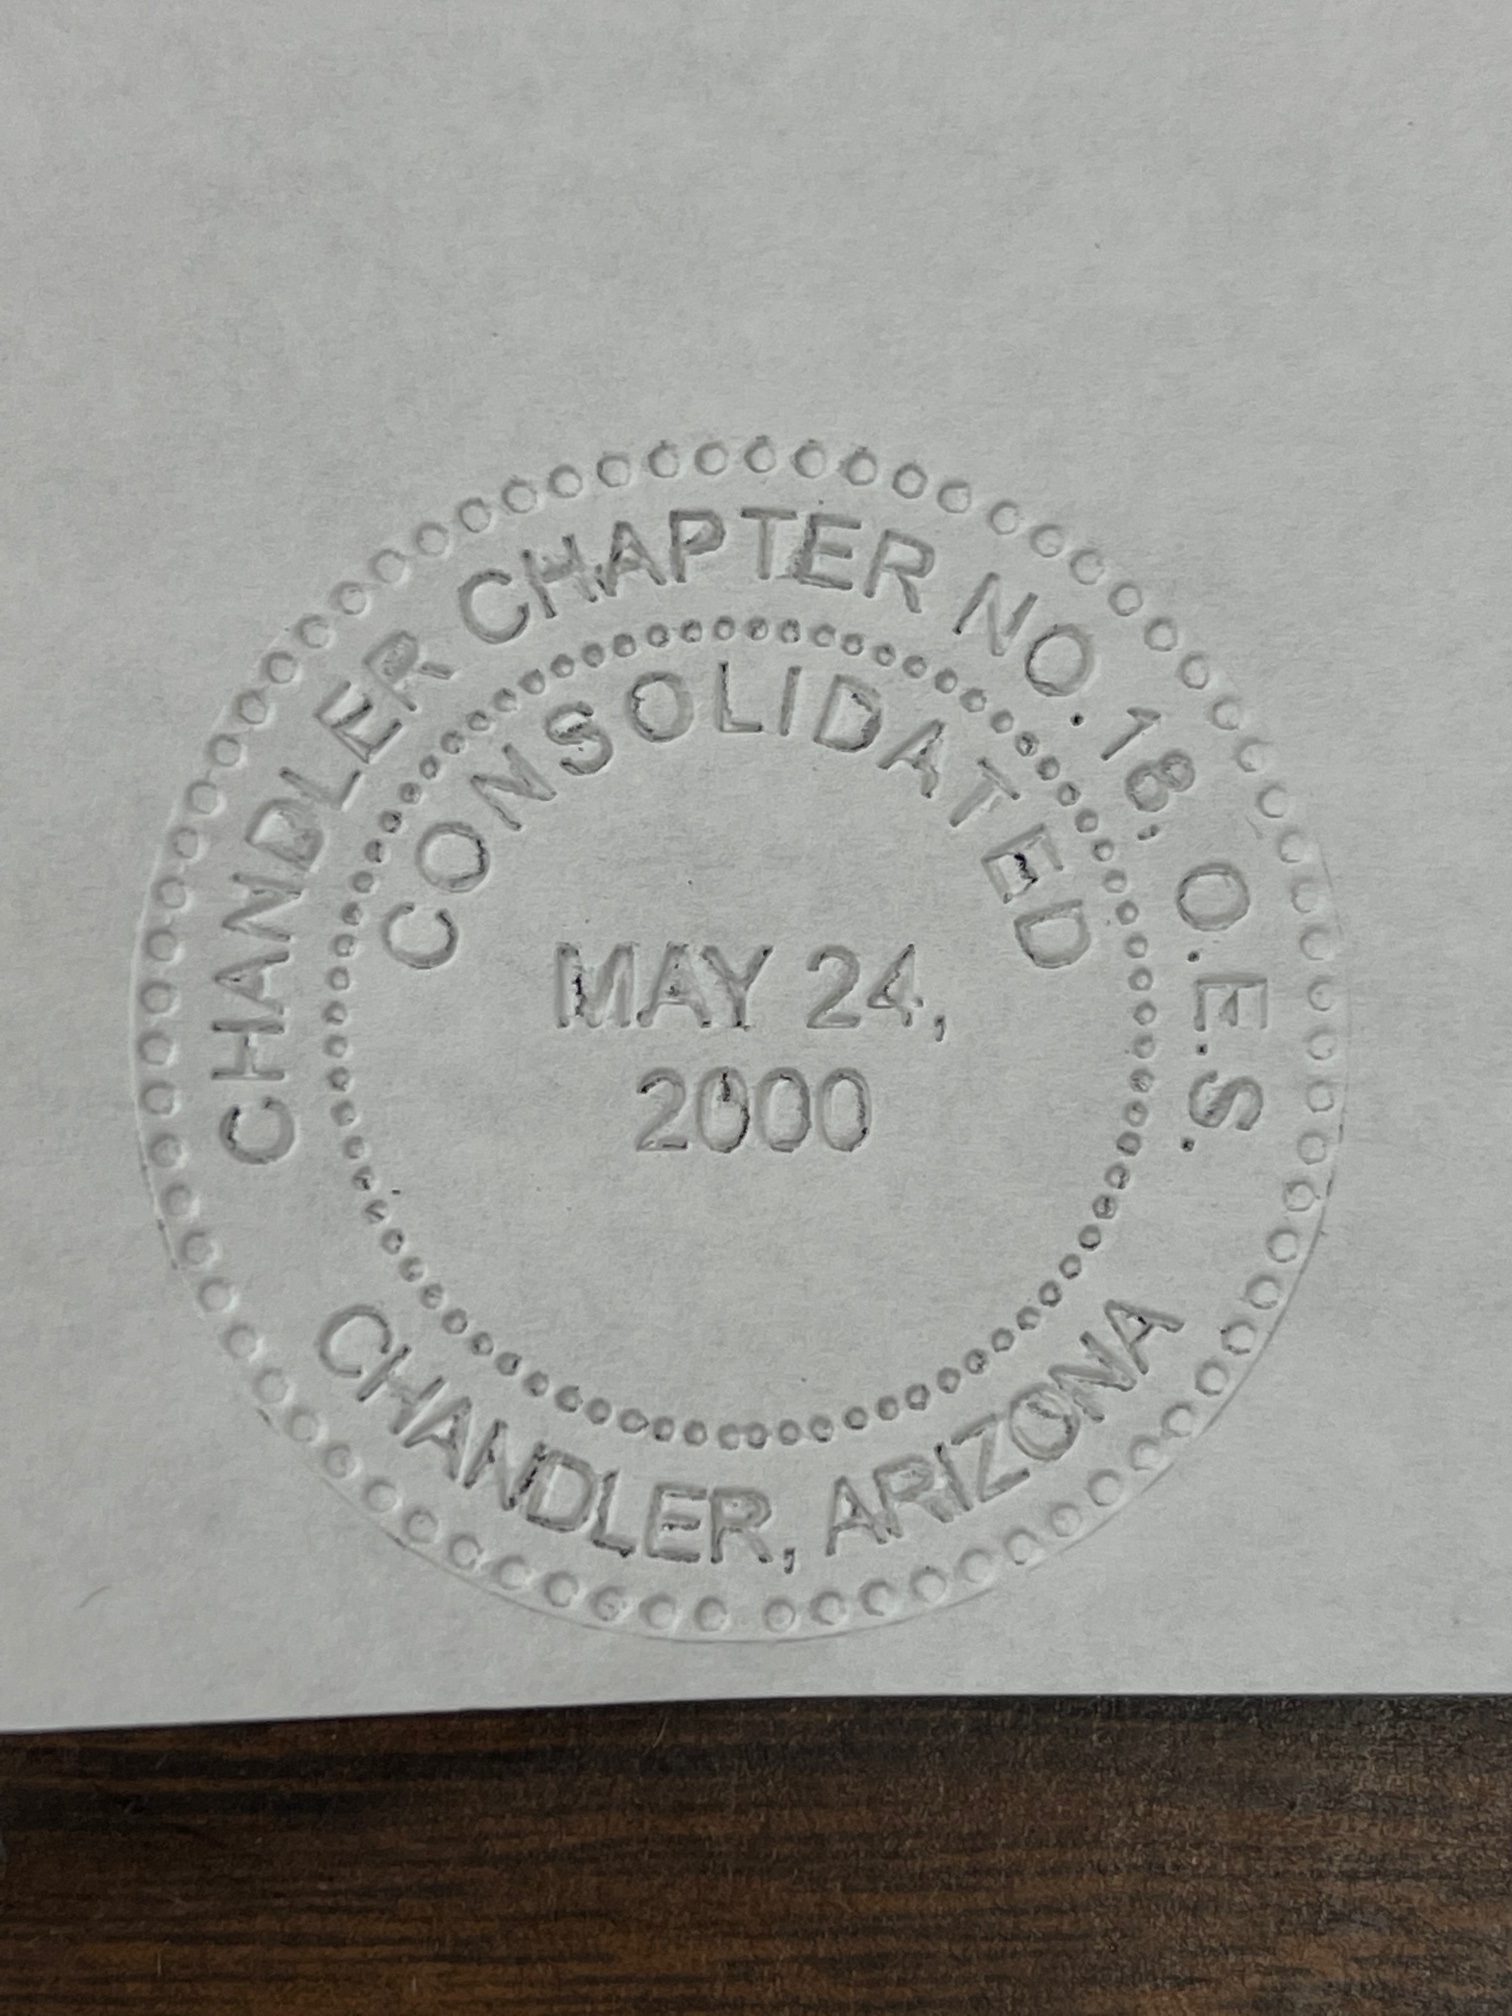 CHANDLER CHAPTER NO.18, O.E.S.
CONSOLIDATED
MAY 24,
2000
CHANDLER, ARIZONA